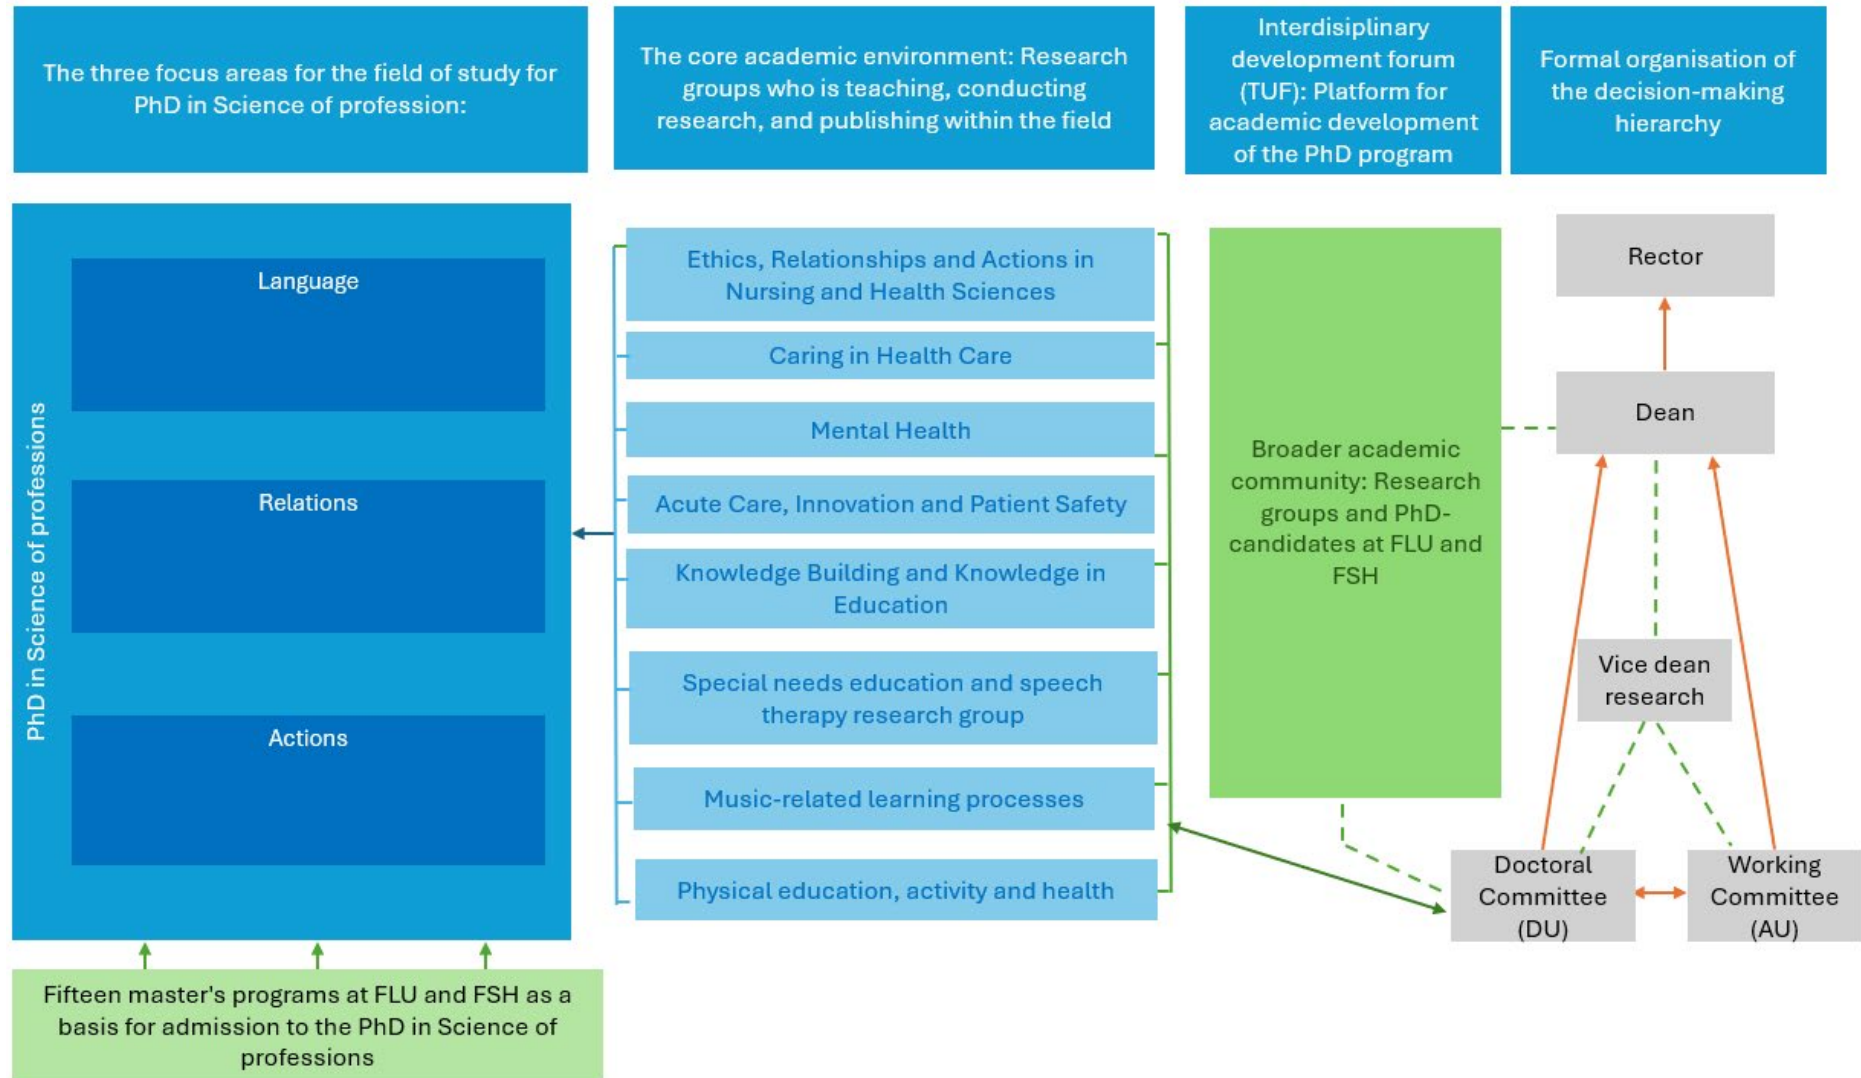 The three focus areas for the field of study for
PhD in Science of profession:
The core academic environment: Research
groups who is teaching, conducting
research, and publishing within the field
Interdisiplinary
development forum
(TUF): Platform for
academic development
of the PhD program
Formal organisation of
the decision-making
hierarchy
PhD in Science of professions
Language
Relations
Actions
Ethics, Relationships and Actions in
Nursing and Health Sciences
Caring in Health Care
Mental Health
Acute Care, Innovation and Patient Safety
Knowledge Building and Knowledge in
Education
Special needs education and speech
therapy research group
Music-related learning processes
Physical education, activity and health
Broader academic
community: Research
groups and PhD-
candidates at FLU and
FSH
Rector
Dean
Vice dean
research
Doctoral
Committee
(DU)
Working
Committee
(AU)
Fifteen master's programs at FLU and FSH as a
basis for admission to the PhD in Science of
professions